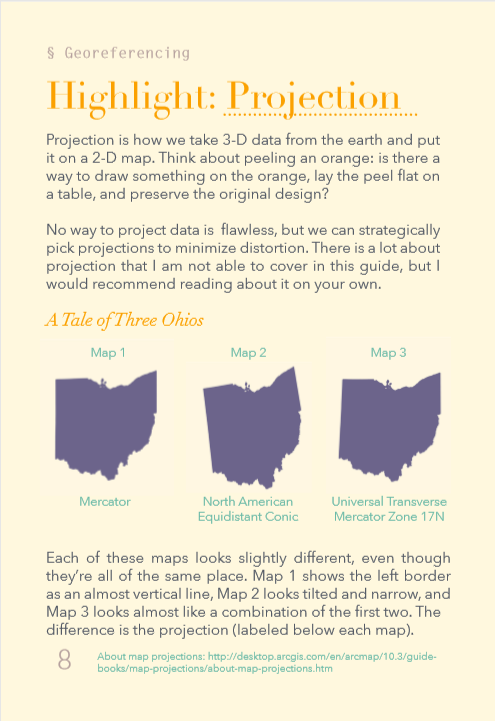 § Georeferencing
Highlight: Projection
Projection is how we take 3-D data from the earth and put
it on a 2-D map. Think about peeling an orange: is there a
way to draw something on the orange, lay the peel flat on
a table, and preserve the original design?
No way to project data is flawless, but we can strategically
pick projections to minimize distortion. There is a lot about
projection that I am not able to cover in this guide, but I
would recommend reading about it on your own.
A Tale of Three Ohios
Map 1
Map 2
Map 3
Mercator
North American
Equidistant Conic
Universal Transverse
Mercator Zone 17N
Each of these maps looks slightly different, even though
they're all of the same place. Map 1 shows the left border
as an almost vertical line, Map 2 looks tilted and narrow, and
Map 3 looks almost like a combination of the first two. The
difference is the projection (labeled below each map).
8
About map projections: http://desktop.arcgis.com/en/arcmap/10.3/guide-
books/map-projections/about-map-projections.htm